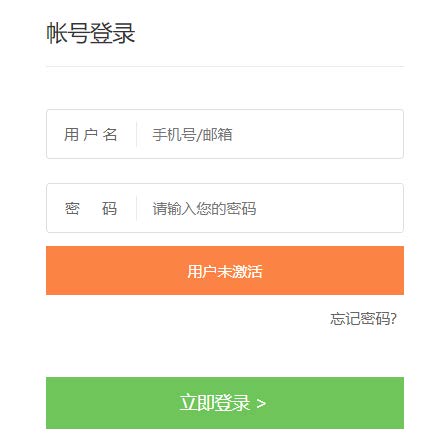 帐号登录
用 户 名 手机号/邮箱
密 码 请输入您的密码
用户未激活
忘记密码?
立即登录 >